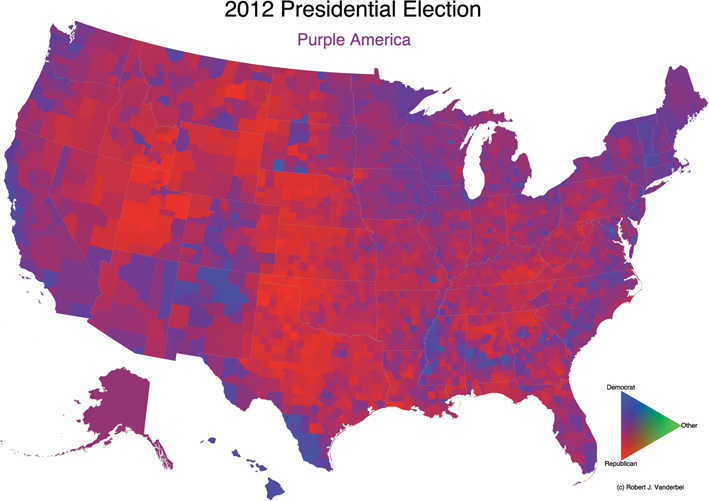 2012 Presidential Election
Purple America
Democrat
Other
Republican
(c) Robert J. Vanderbei